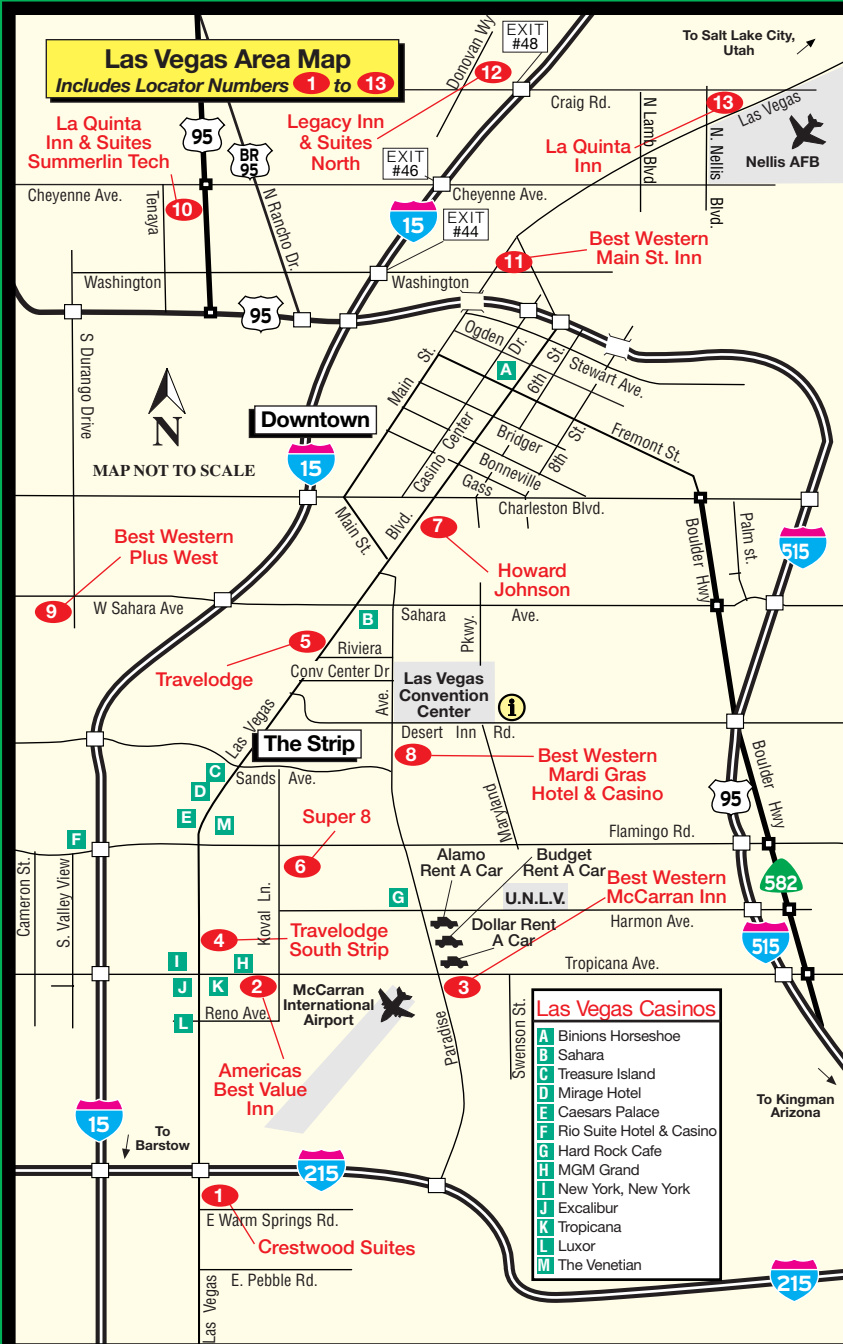 Las Vegas Area Map
Includes Locator Numbers 1 to 13
EXIT
#48
Donovan Wy
12
To Salt Lake City,
Utah
Craig Rd.
13
Las Vegas
N Lamb Blvd
N. Nellis
Blvd.
Nellis AFB
La Quinta
Inn & Suites
Summerlin Tech
95
BR
95
Legacy Inn
& Suites
North
La Quinta
Inn
EXIT
#46
Cheyenne Ave.
Cheyenne Ave.
Tenaya
10
N Rancho Dr.
15
EXIT
#44
Best Western
Main St. Inn
11
Washington
Washington
95
S Durango Drive
N
MAP NOT TO SCALE
Downtown
15
Main St.
Ogden
Dr.
A
6th St.
Stewart Ave.
Casino Center
Bridger
8th St.
Fremont St.
Bonneville
Gass
Charleston Blvd.
Main St.
Blvd.
7
Boulder Hwy
Palm st.
515
Best Western
Plus West
Howard
Johnson
9
W Sahara Ave
B
Sahara
Ave.
Pkwy.
5
Riviera
Travelodge
Conv Center Dr
Ave.
Las Vegas
Convention
Center
i
Las Vegas
The Strip
Desert Inn Rd.
8
Best Western
Mardi Gras
Hotel & Casino
C
Sands Ave.
D
E
M
Maryland
95
Boulder Hwy
Super 8
F
Flamingo Rd.
6
Alamo
Rent A Car
Budget
Rent A Car
Best Western
McCarran Inn
582
Cameron St.
S. Valley View
Koval Ln.
G
U.N.L.V.
Harmon Ave.
Dollar Rent
A Car
4
Travelodge
South Strip
515
I
H
Tropicana Ave.
J
K
2
McCarran
International
Airport
3
L
Reno Ave.
Paradise
Swenson St.
Americas
Best Value
Inn
Las Vegas Casinos
A Binions Horseshoe
B Sahara
C Treasure Island
D Mirage Hotel
E Caesars Palace
F Rio Suite Hotel & Casino
G Hard Rock Cafe
H MGM Grand
I New York, New York
J Excalibur
K Tropicana
L Luxor
M The Venetian
To Kingman
Arizona
15
To
Barstow
215
1
E Warm Springs Rd.
Crestwood Suites
E. Pebble Rd.
Las Vegas
215